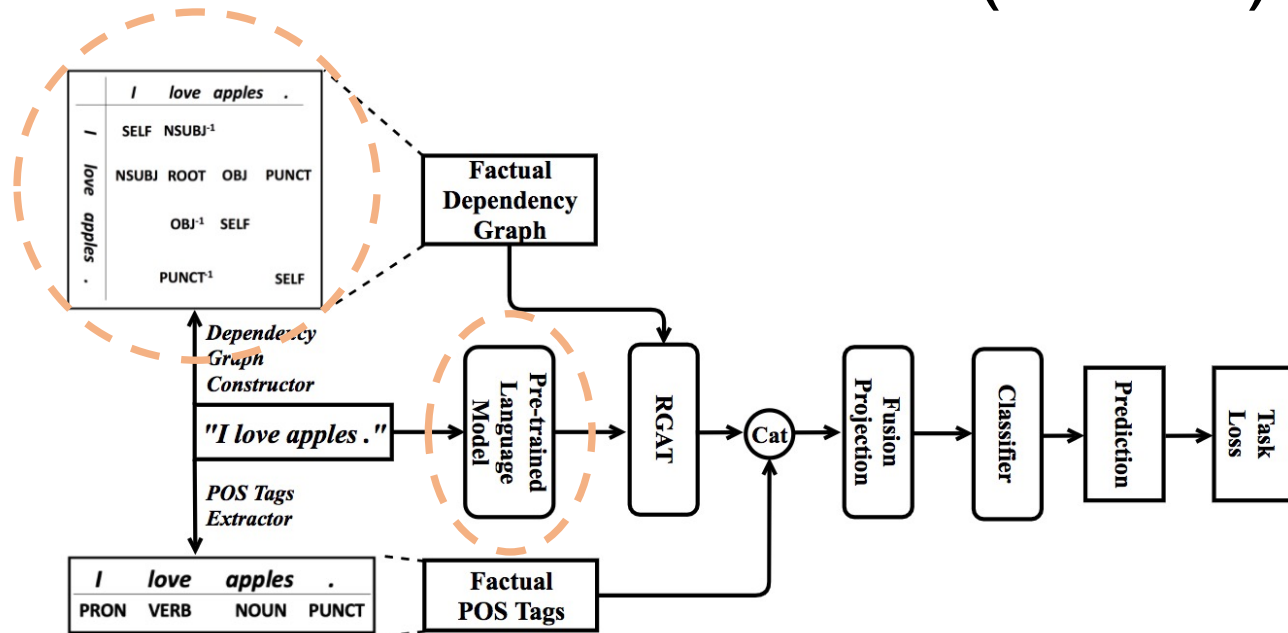 I love apples .
I SELF NSUBJ⁻¹
love NSUBJ ROOT OBJ PUNCT
apples OBJ⁻¹ SELF
. PUNCT⁻¹ SELF
Factual
Dependency
Graph
Dependency
Graph
Constructor
"I love apples ."
POS Tags
Extractor
Pre-trained
Language
Model
RGAT
Cat
Fusion
Projection
Classifier
Prediction
Task
Loss
I love apples .
PRON VERB NOUN PUNCT
Factual
POS Tags